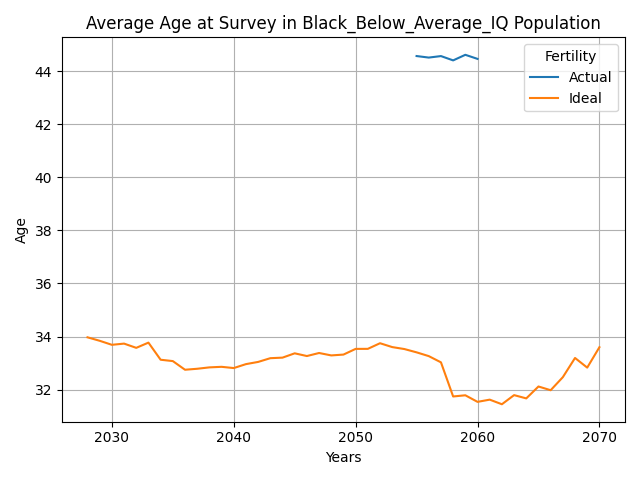 Average Age at Survey in Black_Below_Average_IQ Population
Fertility
Actual
Ideal
44
42
40
38
36
34
32
Age
2030 2040 2050 2060 2070
Years